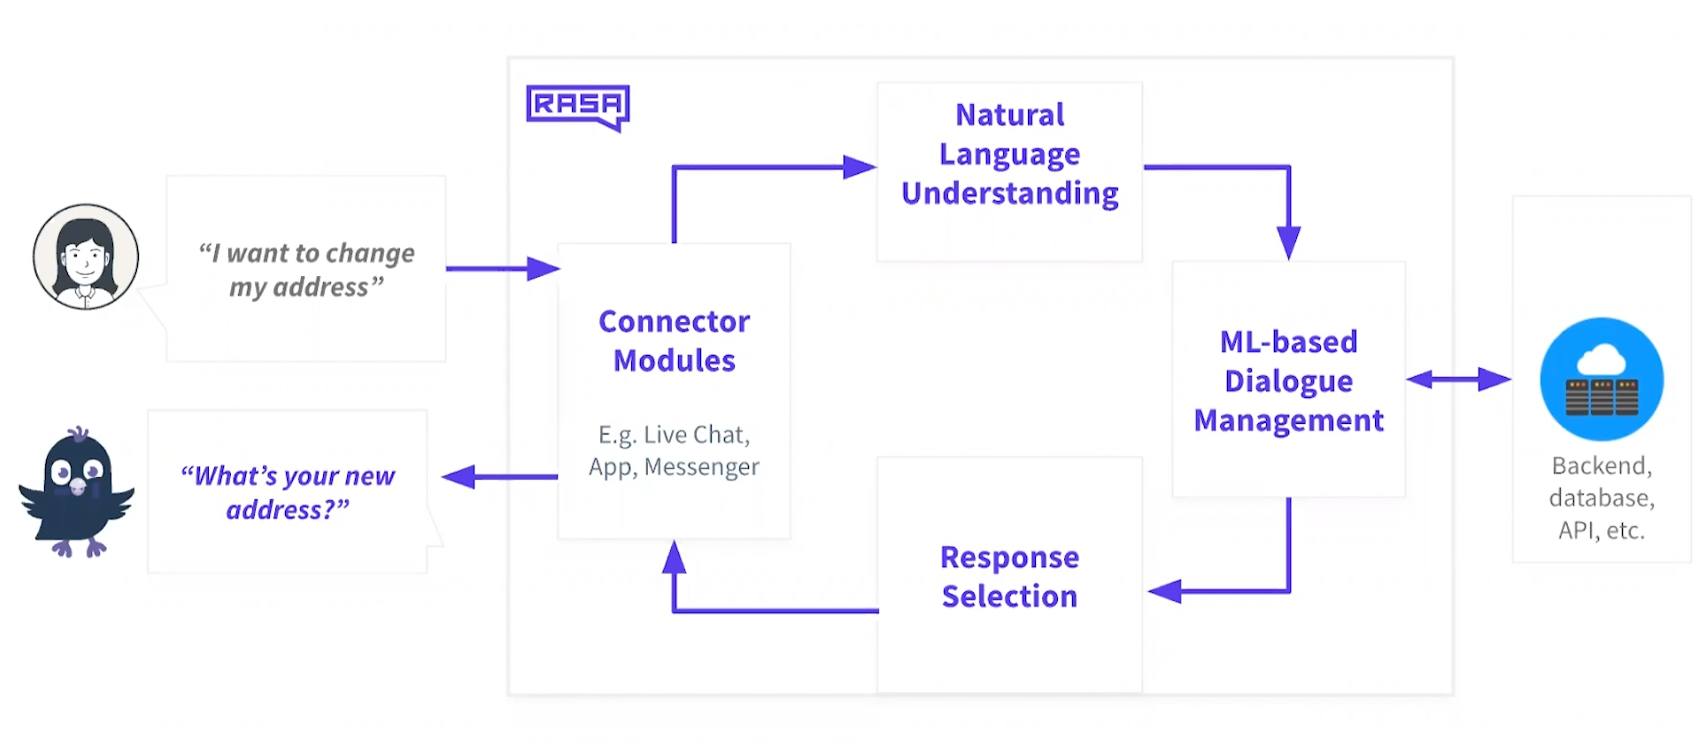 RASA
Natural
Language
Understanding
“I want to change
my address”
Connector
Modules
E.g. Live Chat,
App, Messenger
ML-based
Dialogue
Management
Backend,
database,
API, etc.
“What’s your new
address?”
Response
Selection